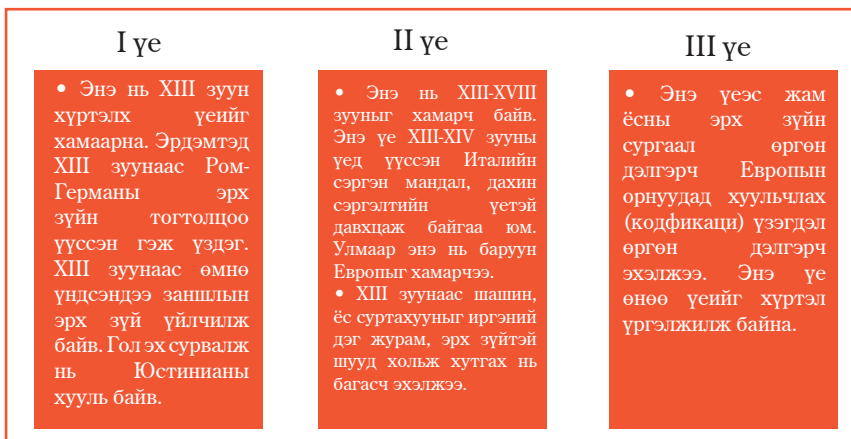 I үе
• Энэ нь XIII зуун
хүртэлх үеийг
хамаарна. Эрдэмтэд
XIII зуунаас Ром-
Германы эрх
зүйн тогтолцоо
үүссэн гэж үздэг.
XIII зуунаас өмнө
үндсэндээ заншлын
эрх зүй үйлчилж
байв. Гол эх сурвалж
нь Юстинианы
хууль байв.
II үе
• Энэ нь XIII-XVIII
зууныг хамарч байв.
Энэ үе XIII-XIV зууны
үед үүссэн Италийн
сэргэн мандал, дахин
сэргэлтийн үетэй
давхцаж байгаа юм.
Улмаар энэ нь баруун
Европыг хамарчээ.
• XIII зуунаас шашин,
ёс суртахууныг иргэний
дэг журам, эрх зүйтэй
шууд хольж хутгах нь
багасч эхэлжээ.
III үе
• Энэ үеэс жам
ёсны эрх зүйн
сургаал өргөн
дэлгэрч Европын
орнуудад хуульчлах
(кодфикаци) үзэгдэл
өргөн дэлгэрч
эхэлжээ. Энэ үе
өнөө үеийг хүртэл
үргэлжилж байна.